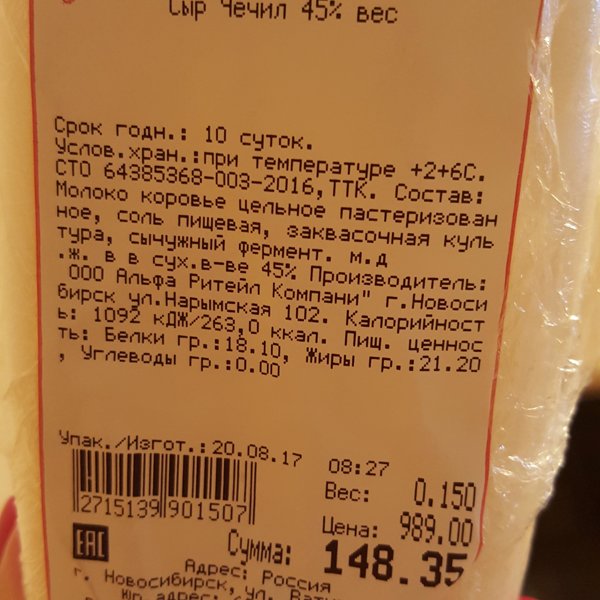 Сыр Чечил 45% вес
Срок годн.: 10 суток.
Услов.хран.:при температуре +2+6С.
СТО 64385368-003-2016,ТТК. Состав:
Молоко коровье цельное пастеризован
ное, соль пищевая, заквасочная куль
тура, сычужный фермент. м.д
.ж. в в сух.в-ве 45% Производитель:
ООО Альфа Ритейл Компани" г.Новоси
бирск ул.Нарымская 102. Калорийност
ь: 1092 кДЖ/263,0 ккал. Пищ. ценнос
ть: Белки гр.:18.10, Жиры гр.:21.20
, Углеводы гр.:0.00
Упак./Изгот.:20.08.17 08:27
Вес: 0.150
2715139901507
Цена: 989.00
EAC
Сумма: 148.35
Адрес: Россия
г. Новосибирск, ул.